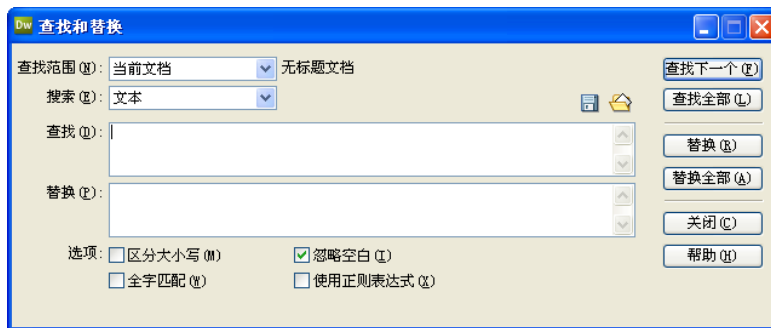 Dw 查找和替换
查找范围(N): 当前文档 无标题文档 查找下一个(F)
搜索(E): 文本 查找全部(L)
查找(D): 替换(R)
替换全部(A)
替换(P): 关闭(C)
选项: 区分大小写(M) 忽略空白(I) 帮助(H)
全字匹配(W) 使用正则表达式(X)